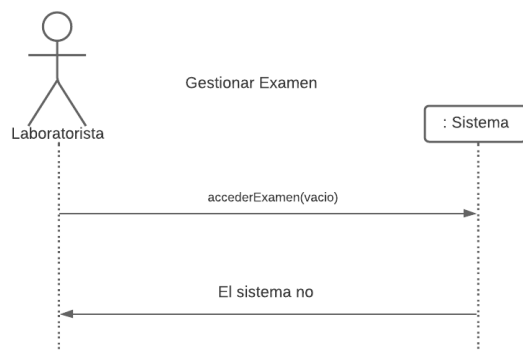 Gestionar Examen
Laboratorista
: Sistema
accederExamen(vacio)
El sistema no